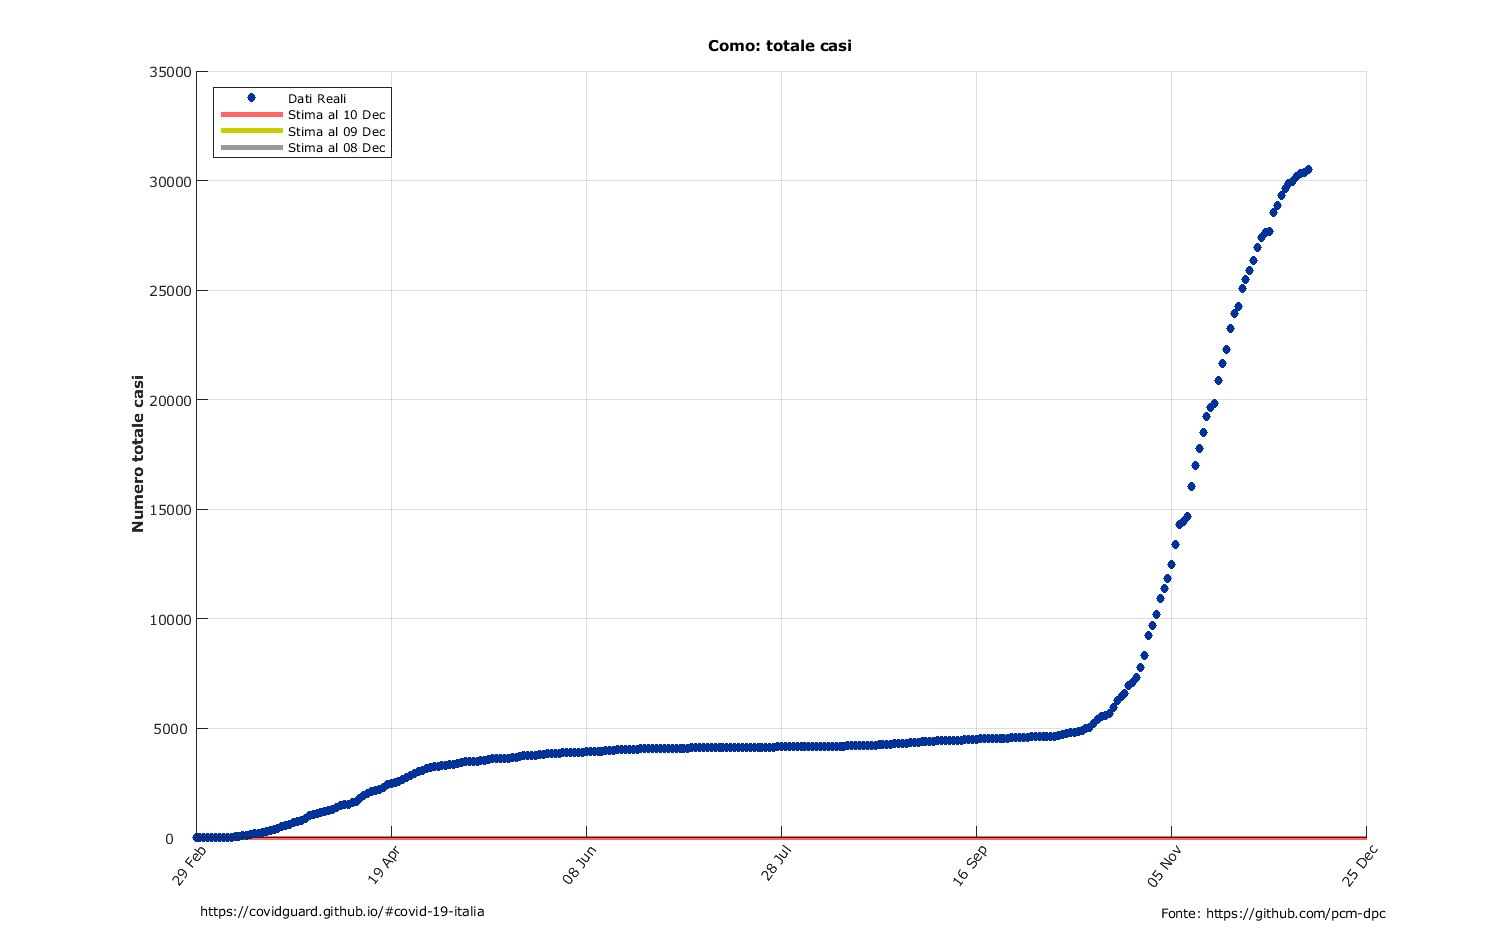 Como: totale casi
35000
30000
25000
20000
15000
10000
5000
0
Numero totale casi
Dati Reali
Stima al 10 Dec
Stima al 09 Dec
Stima al 08 Dec
29 Feb
19 Apr
08 Jun
28 Jul
16 Sep
05 Nov
25 Dec
https://covidguard.github.io/#covid-19-italia
Fonte: https://github.com/pcm-dpc